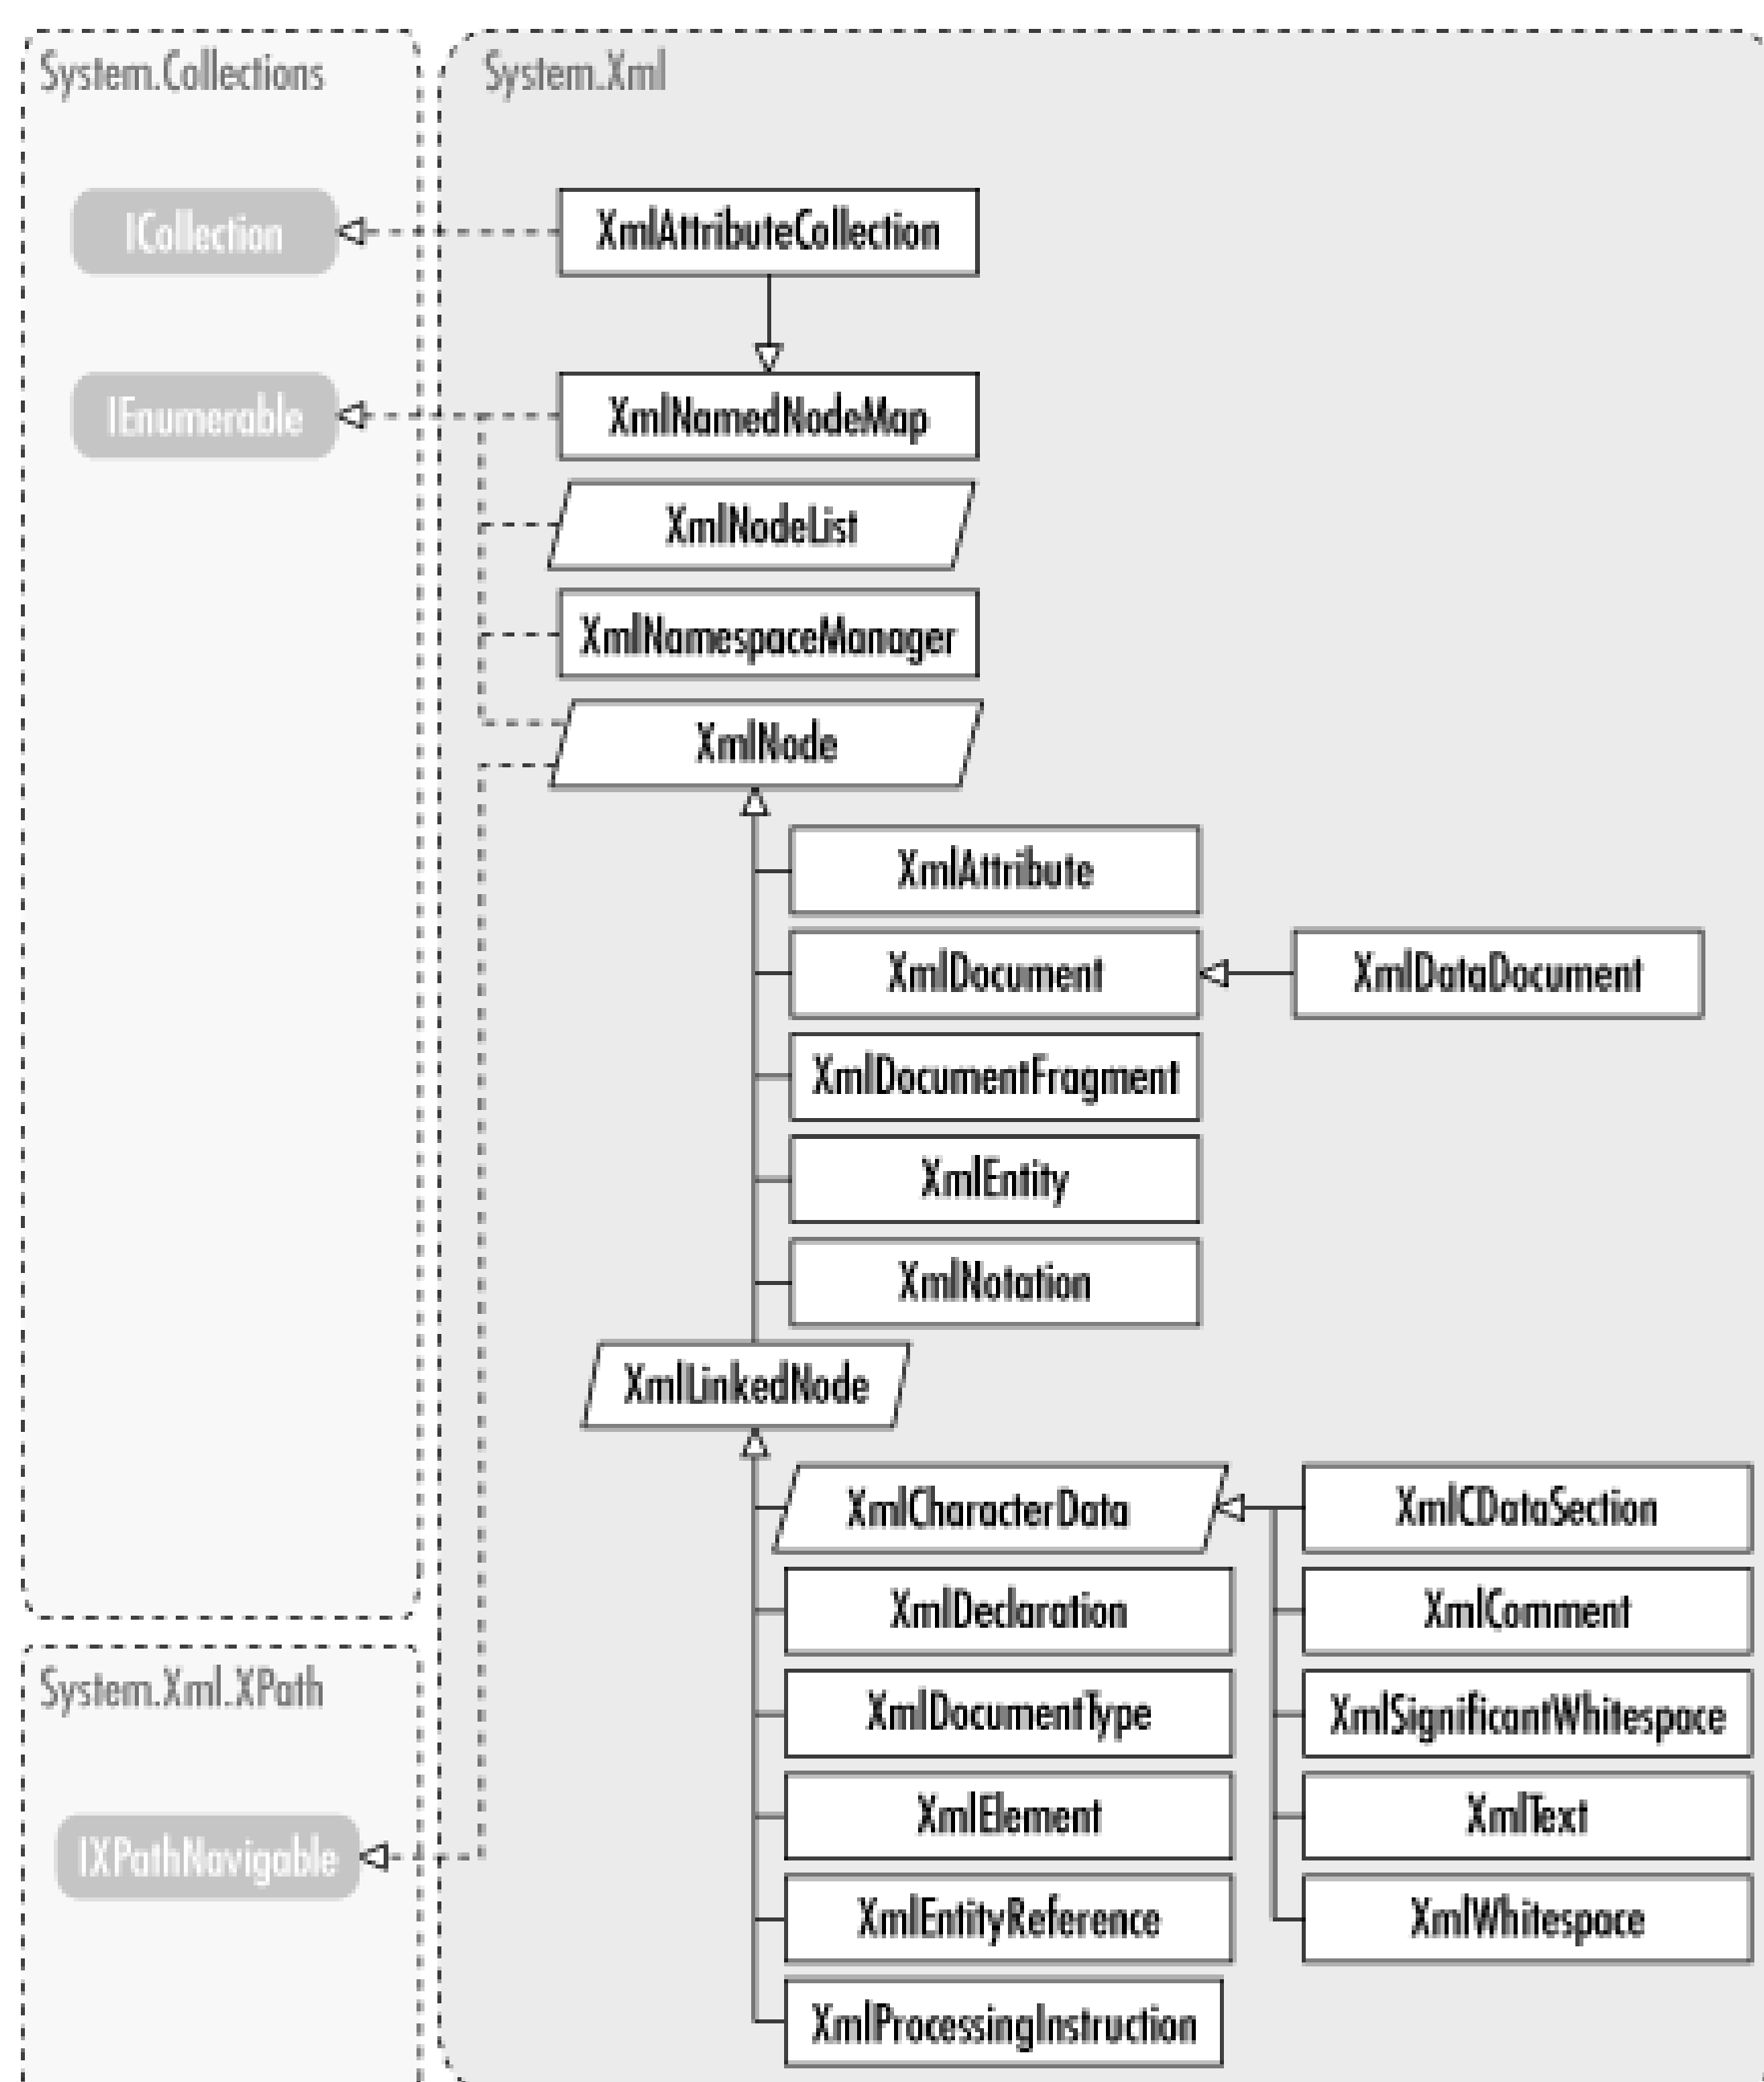 System.Collections
System.Xml
ICollection
XmlAttributeCollection
IEnumerable
XmlNamedNodeMap
XmlNodeList
XmlNamespaceManager
XmlNode
XmlAttribute
XmlDocument
XmlDataDocument
XmlDocumentFragment
XmlEntity
XmlNotation
XmlLinkedNode
XmlCharacterData
XmlCDataSection
XmlDeclaration
XmlComment
System.Xml.XPath
XmlDocumentType
XmlSignificantWhitespace
XmlElement
XmlText
IXPathNavigable
XmlEntityReference
XmlWhitespace
XmlProcessingInstruction